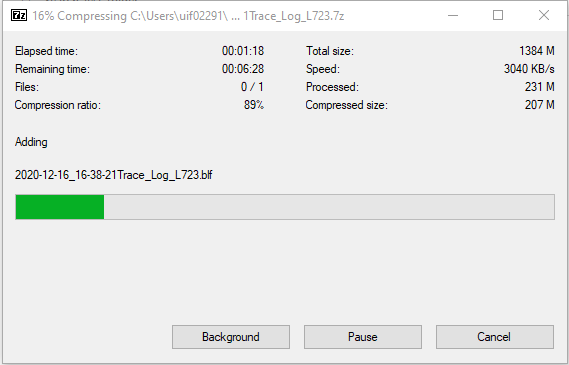 7z 16% Compressing C:\Users\uif02291\ ... 1Trace_Log_L723.7z
Elapsed time: 00:01:18 Total size: 1384 M
Remaining time: 00:06:28 Speed: 3040 KB/s
Files: 0 / 1 Processed: 231 M
Compression ratio: 89% Compressed size: 207 M
Adding
2020-12-16_16-38-21Trace_Log_L723.blf
Background Pause Cancel